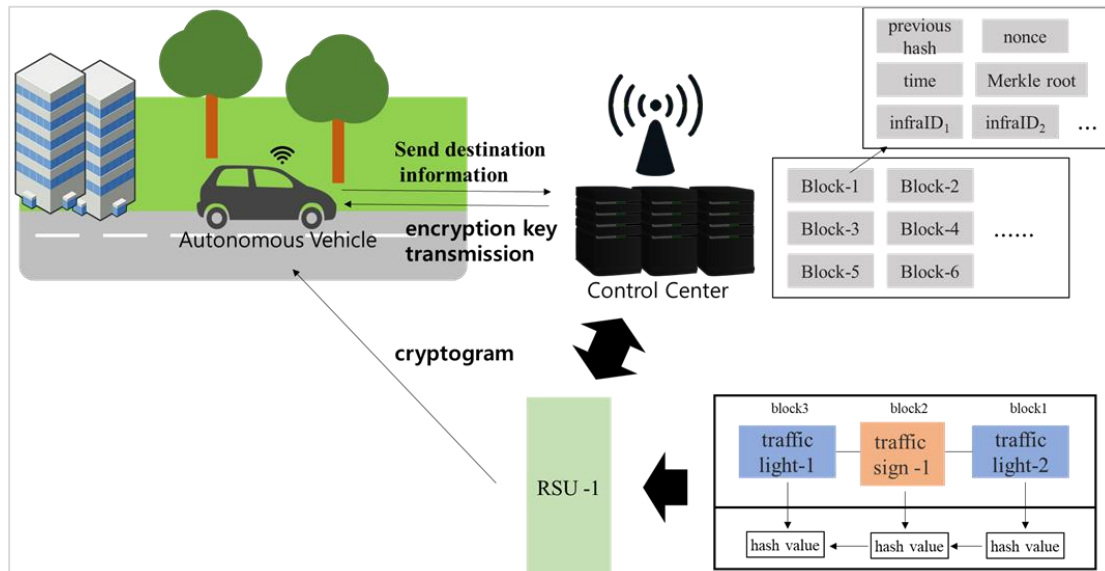 previous hash
nonce
time
Merkle root
infraID₁
infraID₂
...
Send destination
information
Autonomous Vehicle
encryption key
transmission
Control Center
Block-1
Block-2
Block-3
Block-4
......
Block-5
Block-6
cryptogram
RSU -1
block3
block2
block1
traffic
light-1
traffic
sign -1
traffic
light-2
hash value
hash value
hash value